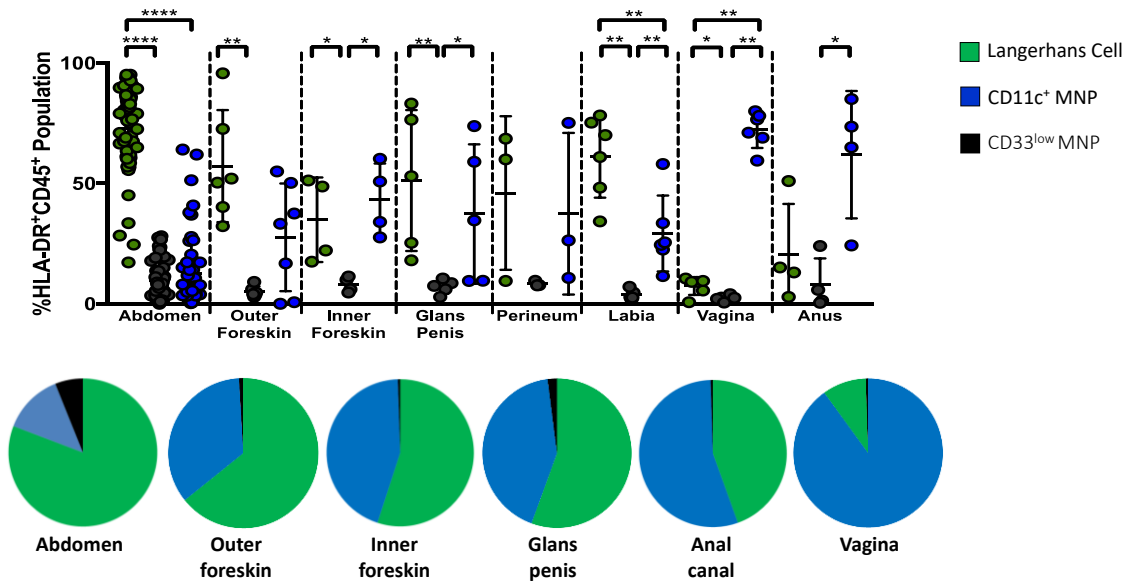 ****
****
**
*
*
**
*
**
**
**
**
*
**
*
%HLA-DR⁺CD45⁺ Population
100
50
0
Abdomen
Outer
Foreskin
Inner
Foreskin
Glans
Penis
Perineum
Labia
Vagina
Anus
Langerhans Cell
CD11c⁺ MNP
CD33ˡᵒʷ MNP
Abdomen
Outer
foreskin
Inner
foreskin
Glans
penis
Anal
canal
Vagina